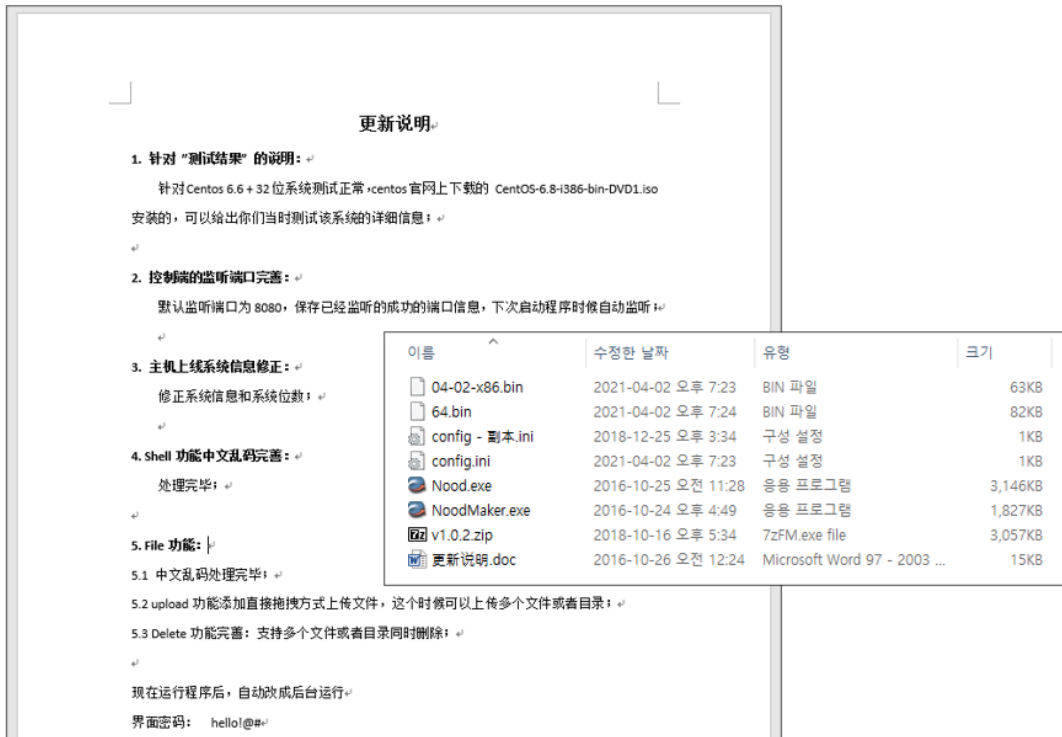 更新说明
1. 针对 "测试结果" 的说明：
针对 Centos 6.6 + 32 位系统测试正常，centos 官网上下载的 CentOS-6.8-i386-bin-DVD1.iso
安装的，可以给出你们当时测试该系统的详细信息；
2. 控制端的监听端口完善：
默认监听端口为 8080，保存已经监听的成功的端口信息，下次启动程序时候自动监听；
3. 主机上线系统信息修正：
修正系统信息和系统位数；
4. Shell 功能中文乱码完善：
处理完毕；
5. File 功能：
5.1 中文乱码处理完毕；
5.2 upload 功能添加直接拖拽方式上传文件，这个时候可以上传多个文件或者目录；
5.3 Delete 功能完善：支持多个文件或者目录同时删除；
现在运行程序后，自动改成后台运行
界面密码： hello!@#
이름 수정한 날짜 유형 크기
04-02-x86.bin 2021-04-02 오후 7:23 BIN 파일 63KB
64.bin 2021-04-02 오후 7:24 BIN 파일 82KB
config - 副本.ini 2018-12-25 오후 3:34 구성 설정 1KB
config.ini 2021-04-02 오후 7:23 구성 설정 1KB
Nood.exe 2016-10-25 오전 11:28 응용 프로그램 3,146KB
NoodMaker.exe 2016-10-24 오후 4:49 응용 프로그램 1,827KB
v1.0.2.zip 2018-10-16 오후 5:34 7zFM.exe file 3,057KB
更新说明.doc 2016-10-26 오전 12:24 Microsoft Word 97 - 2003 ... 15KB